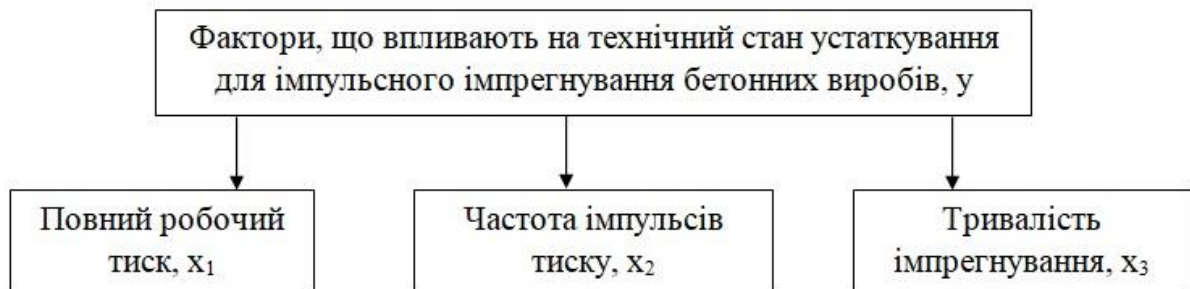 Фактори, що впливають на технічний стан устаткування
для імпульсного імпрегнування бетонних виробів, у
Повний робочий
тиск, x₁
Частота імпульсів
тиску, x₂
Тривалість
імпрегнування, x₃